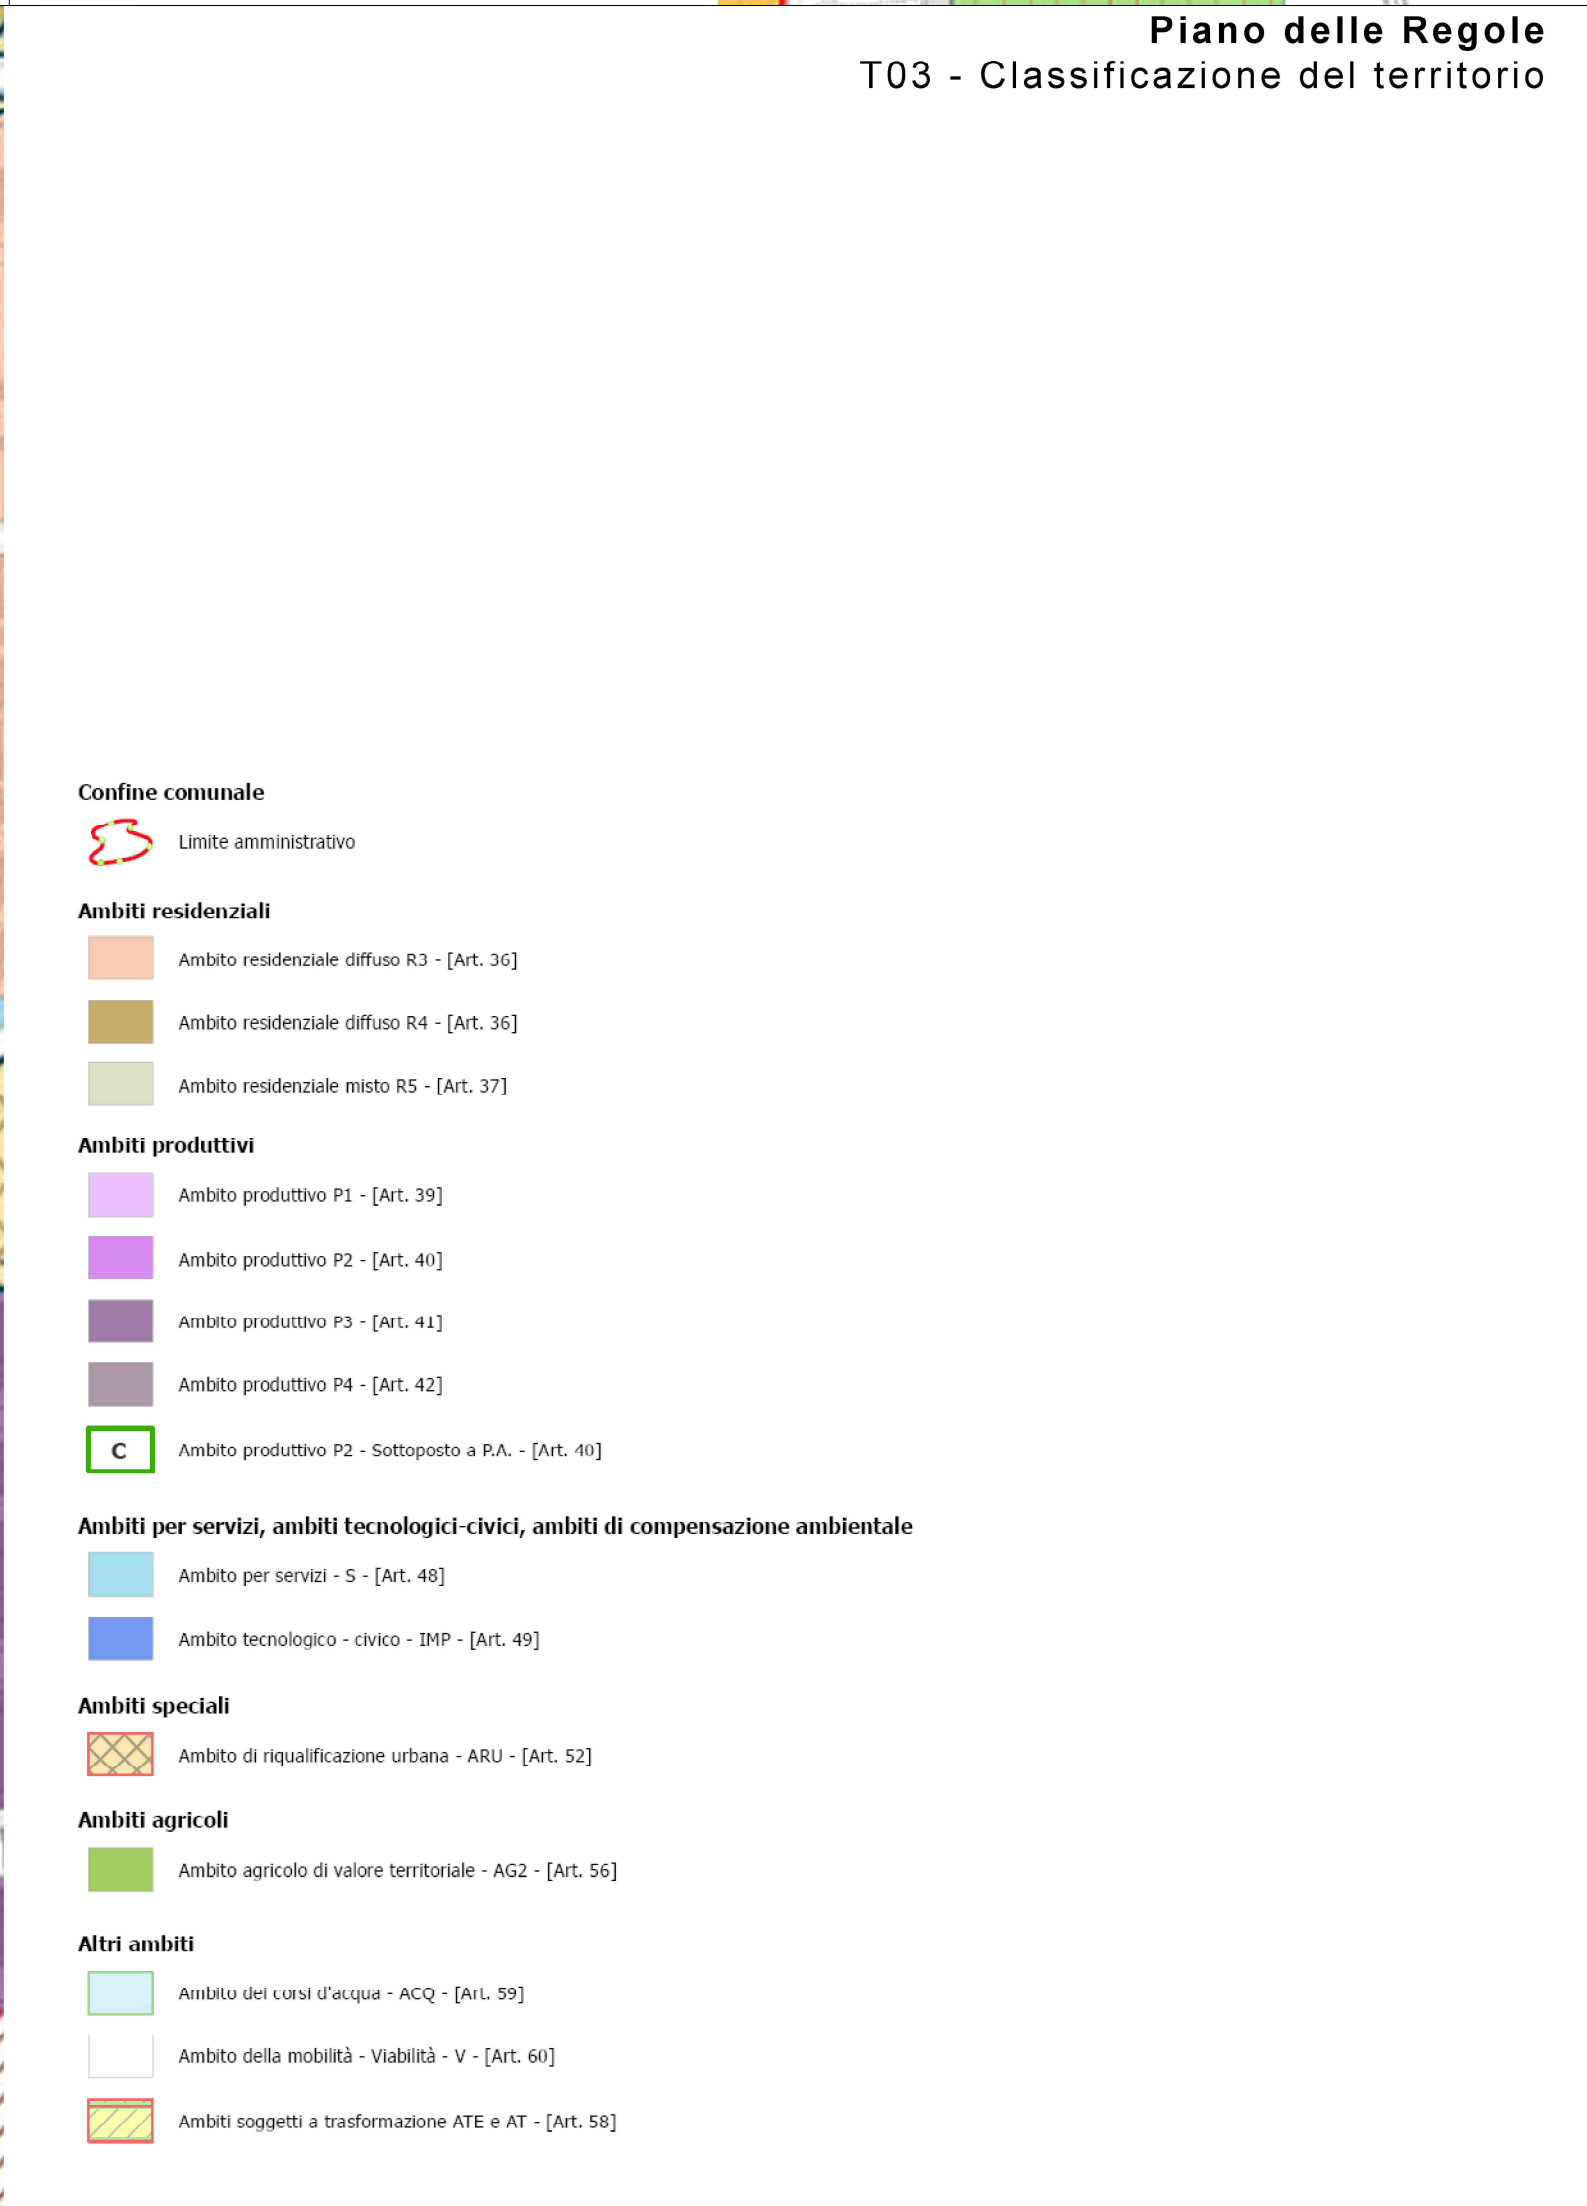 Piano delle Regole
T03 - Classificazione del territorio
Confine comunale
Limite amministrativo
Ambiti residenziali
Ambito residenziale diffuso R3 - [Art. 36]
Ambito residenziale diffuso R4 - [Art. 36]
Ambito residenziale misto R5 - [Art. 37]
Ambiti produttivi
Ambito produttivo P1 - [Art. 39]
Ambito produttivo P2 - [Art. 40]
Ambito produttivo P3 - [Art. 41]
Ambito produttivo P4 - [Art. 42]
C Ambito produttivo P2 - Sottoposto a P.A. - [Art. 40]
Ambiti per servizi, ambiti tecnologici-civici, ambiti di compensazione ambientale
Ambito per servizi - S - [Art. 48]
Ambito tecnologico - civico - IMP - [Art. 49]
Ambiti speciali
Ambito di riqualificazione urbana - ARU - [Art. 52]
Ambiti agricoli
Ambito agricolo di valore territoriale - AG2 - [Art. 56]
Altri ambiti
Ambito dei corsi d'acqua - ACQ - [Art. 59]
Ambito della mobilità - Viabilità - V - [Art. 60]
Ambiti soggetti a trasformazione ATE e AT - [Art. 58]